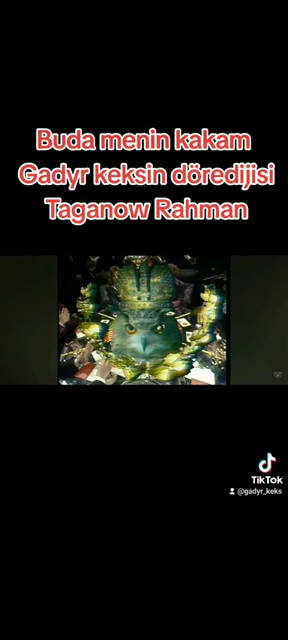 Buda menin kakam
Gadyr keksin döredijisi
Taganow Rahman
TikTok
@gadyr_keks